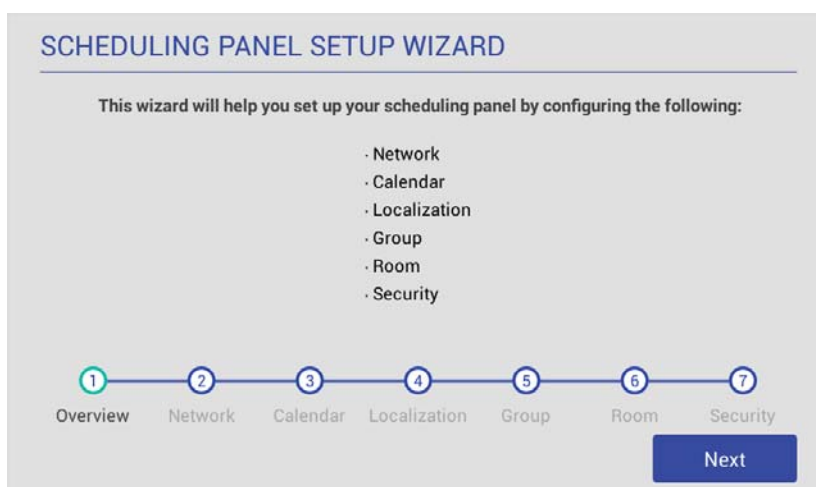 SCHEDULING PANEL SETUP WIZARD
This wizard will help you set up your scheduling panel by configuring the following:
· Network
· Calendar
· Localization
· Group
· Room
· Security
1 2 3 4 5 6 7
Overview Network Calendar Localization Group Room Security
Next